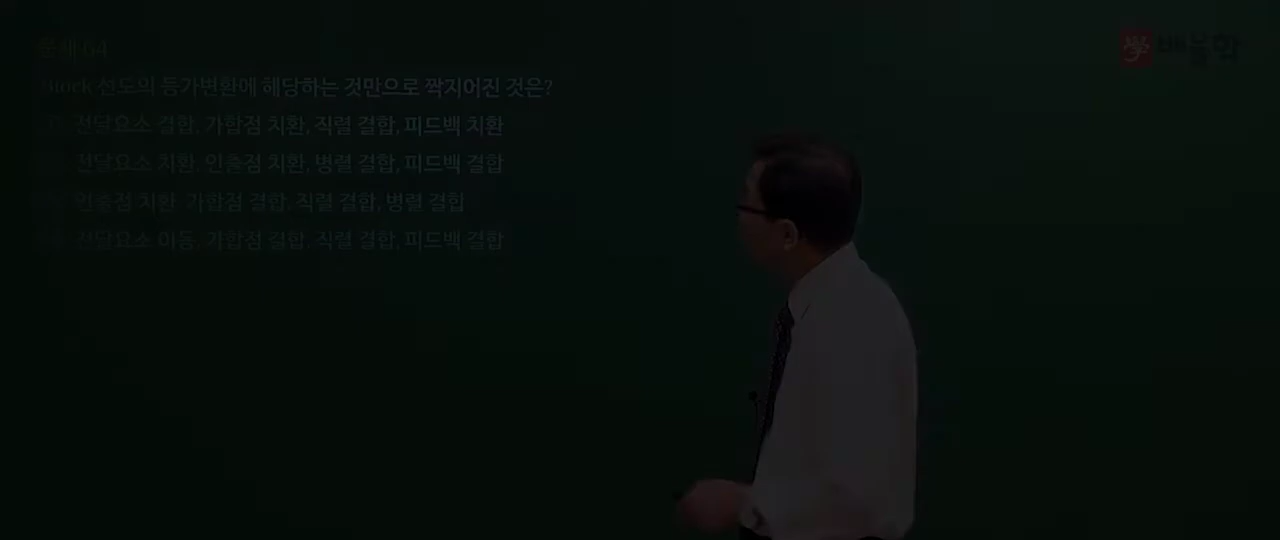 문제 64
Block 선도의 등가변환에 해당하는 것만으로 짝지어진 것은?
전달요소 결합, 가합점 치환, 직렬 결합, 피드백 치환
전달요소 치환, 인출점 치환, 병렬 결합, 피드백 결합
인출점 치환, 가합점 결합, 직렬 결합, 병렬 결합
전달요소 이동, 가합점 결합, 직렬 결합, 피드백 결합
學 배울학